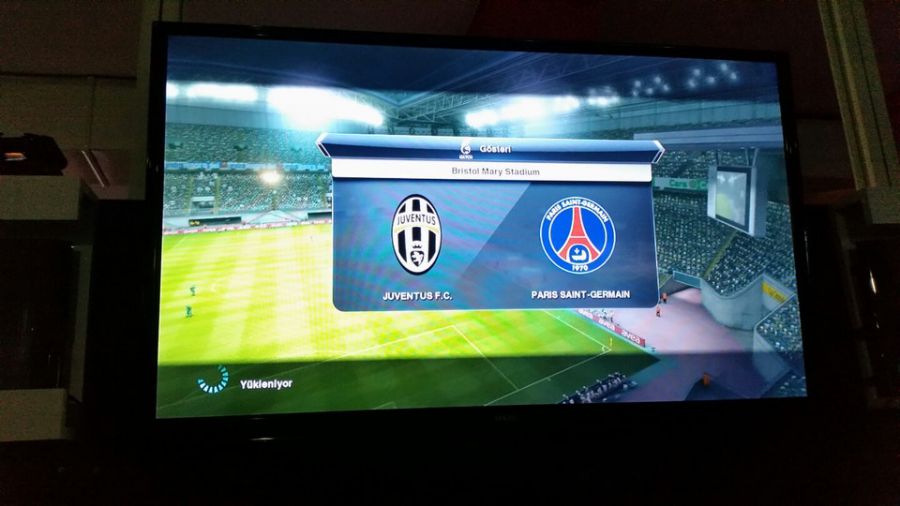 Gösteri
Bristol Mary Stadium
JUVENTUS
PARIS SAINT-GERMAIN
1970
JUVENTUS F.C.
PARIS SAINT-GERMAIN
Yükleniyor